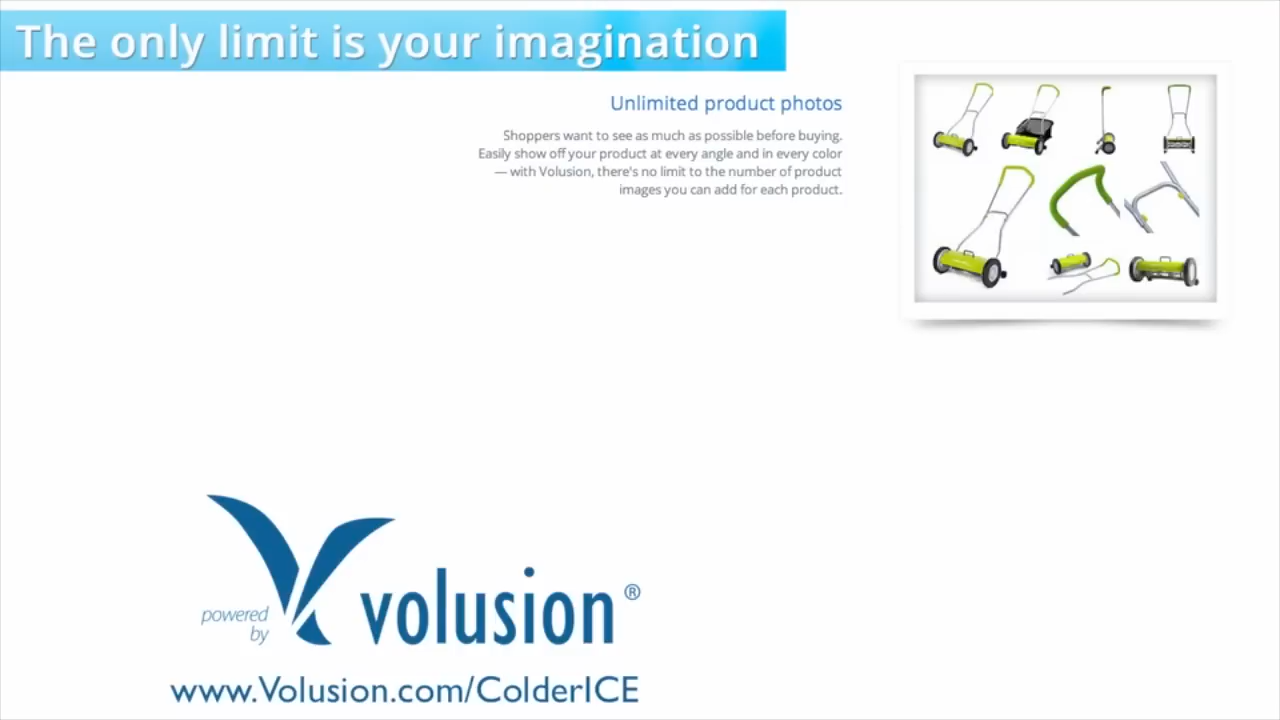 The only limit is your imagination
Unlimited product photos
Shoppers want to see as much as possible before buying.
Easily show off your product at every angle and in every color
— with Volusion, there's no limit to the number of product
images you can add for each product.
powered
by
volusion®
www.Volusion.com/ColderICE